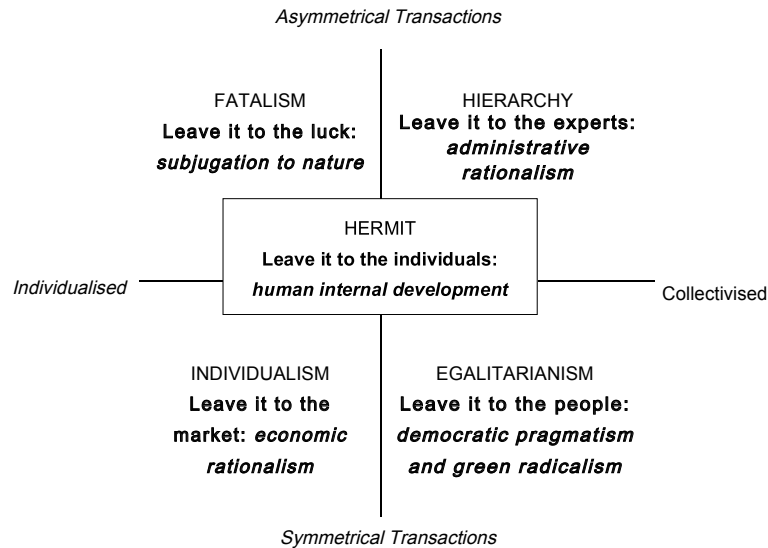 Asymmetrical Transactions
FATALISM
Leave it to the luck:
subjugation to nature
HIERARCHY
Leave it to the experts:
administrative
rationalism
HERMIT
Leave it to the individuals:
human internal development
Individualised
Collectivised
INDIVIDUALISM
Leave it to the
market: economic
rationalism
EGALITARIANISM
Leave it to the people:
democratic pragmatism
and green radicalism
Symmetrical Transactions